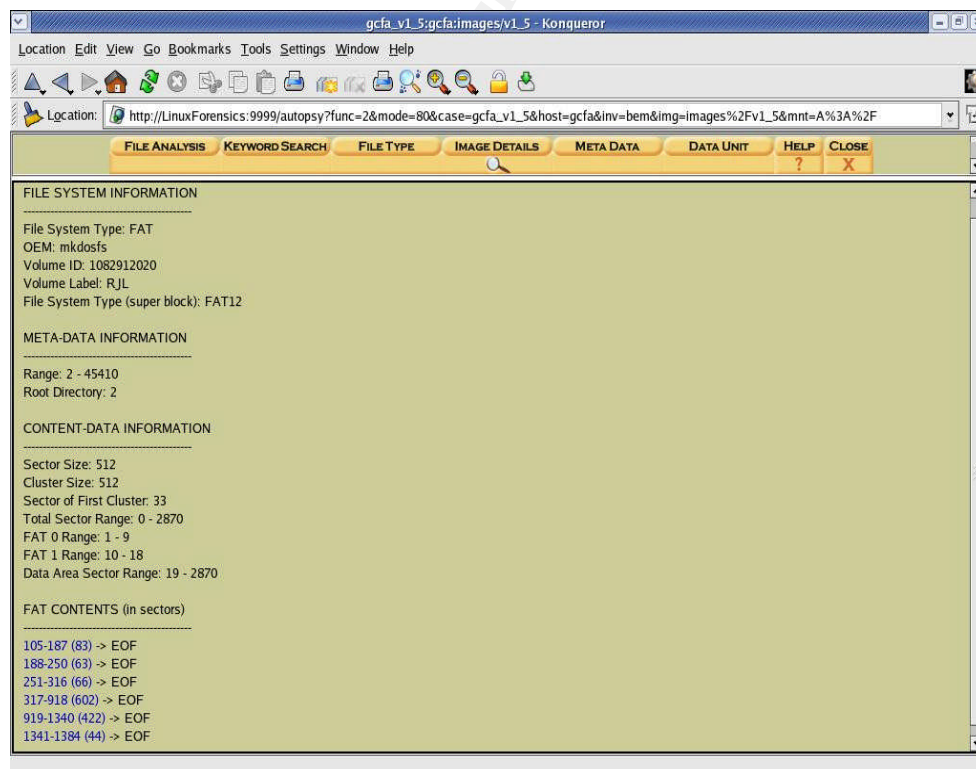 gcfa_v1_5:gcfa:images/v1_5 - Konqueror
Location Edit View Go Bookmarks Tools Settings Window Help
Location: http://LinuxForensics:9999/autopsy?func=2&mode=80&case=gcfa_v1_5&host=gcfa&inv=bem&img=images%2Fv1_5&mnt=A%3A%2F
FILE ANALYSIS KEYWORD SEARCH FILE TYPE IMAGE DETAILS META DATA DATA UNIT HELP CLOSE
? X
FILE SYSTEM INFORMATION
--------------------------------------------
File System Type: FAT
OEM: mkdosfs
Volume ID: 1082912020
Volume Label: RJL
File System Type (super block): FAT12
META-DATA INFORMATION
--------------------------------------------
Range: 2 - 45410
Root Directory: 2
CONTENT-DATA INFORMATION
--------------------------------------------
Sector Size: 512
Cluster Size: 512
Sector of First Cluster: 33
Total Sector Range: 0 - 2870
FAT 0 Range: 1 - 9
FAT 1 Range: 10 - 18
Data Area Sector Range: 19 - 2870
FAT CONTENTS (in sectors)
--------------------------------------------
105-187 (83) -> EOF
188-250 (63) -> EOF
251-316 (66) -> EOF
317-918 (602) -> EOF
919-1340 (422) -> EOF
1341-1384 (44) -> EOF